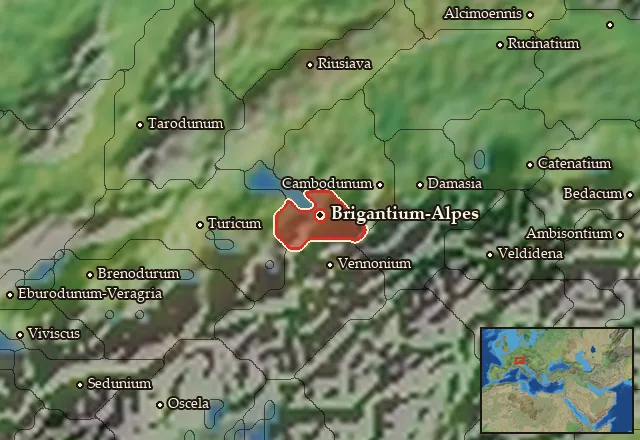 Alcimoennis
Rucinatium
Riusiava
Tarodunum
Catenatium
Cambodunum
Damasia
Bedacum
Brigantium-Alpes
Turicum
Ambisontium
Veldidena
Vennonium
Brenodurum
Eburodunum-Veragria
Viviscus
Sedunium
Oscela